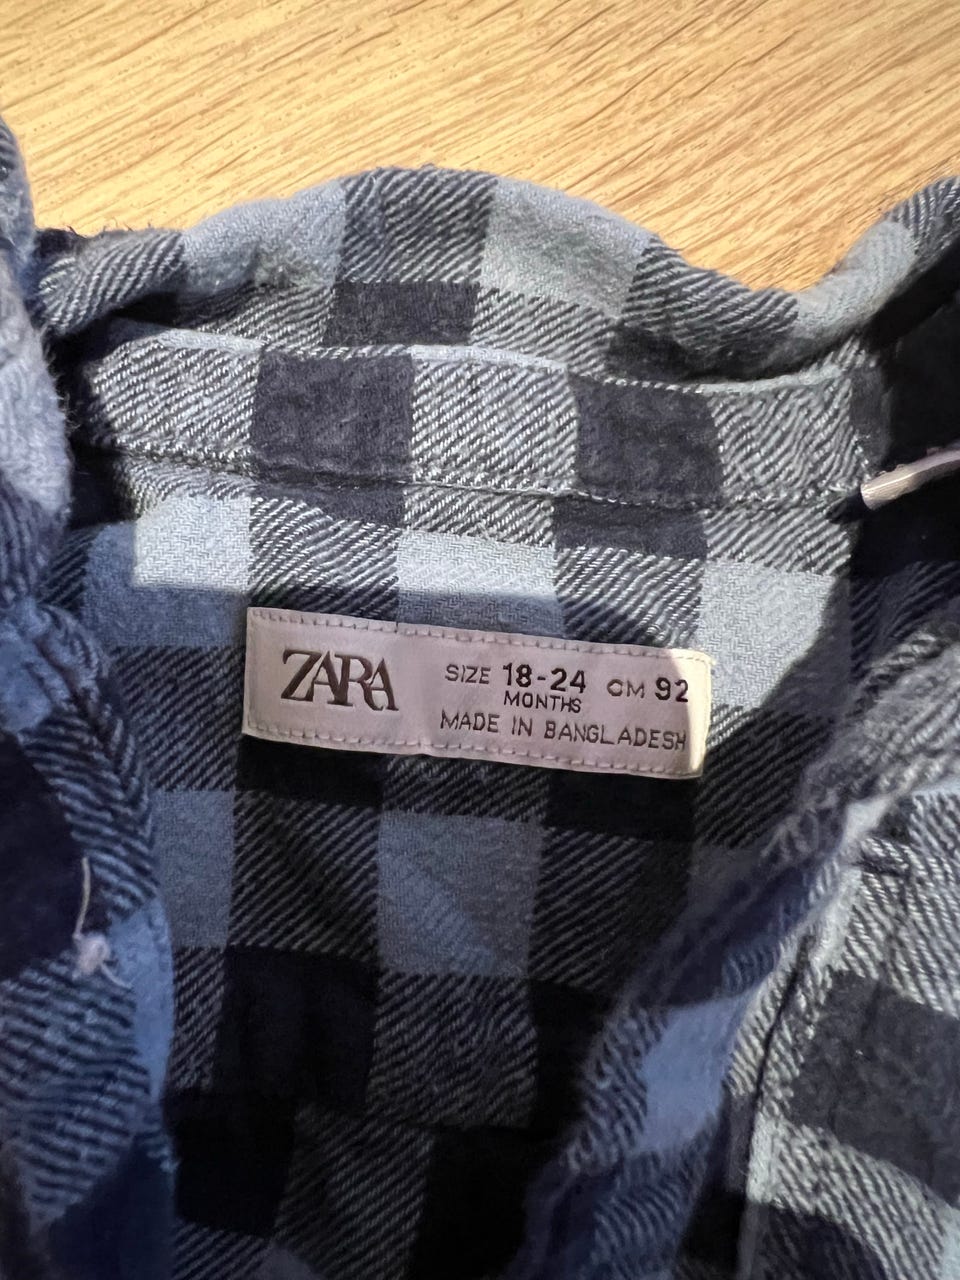 ZARA
SIZE 18-24 CM 92
MONTHS
MADE IN BANGLADESH